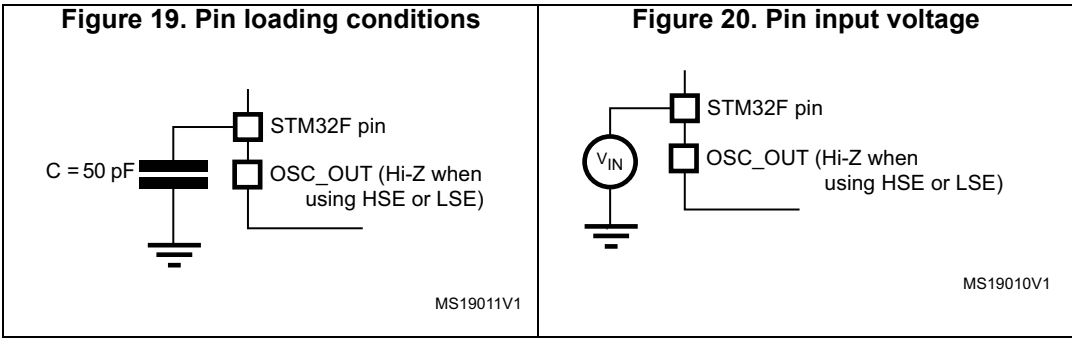 Figure 19. Pin loading conditions
STM32F pin
C = 50 pF
OSC_OUT (Hi-Z when
using HSE or LSE)
MS19011V1
Figure 20. Pin input voltage
STM32F pin
VIN
OSC_OUT (Hi-Z when
using HSE or LSE)
MS19010V1